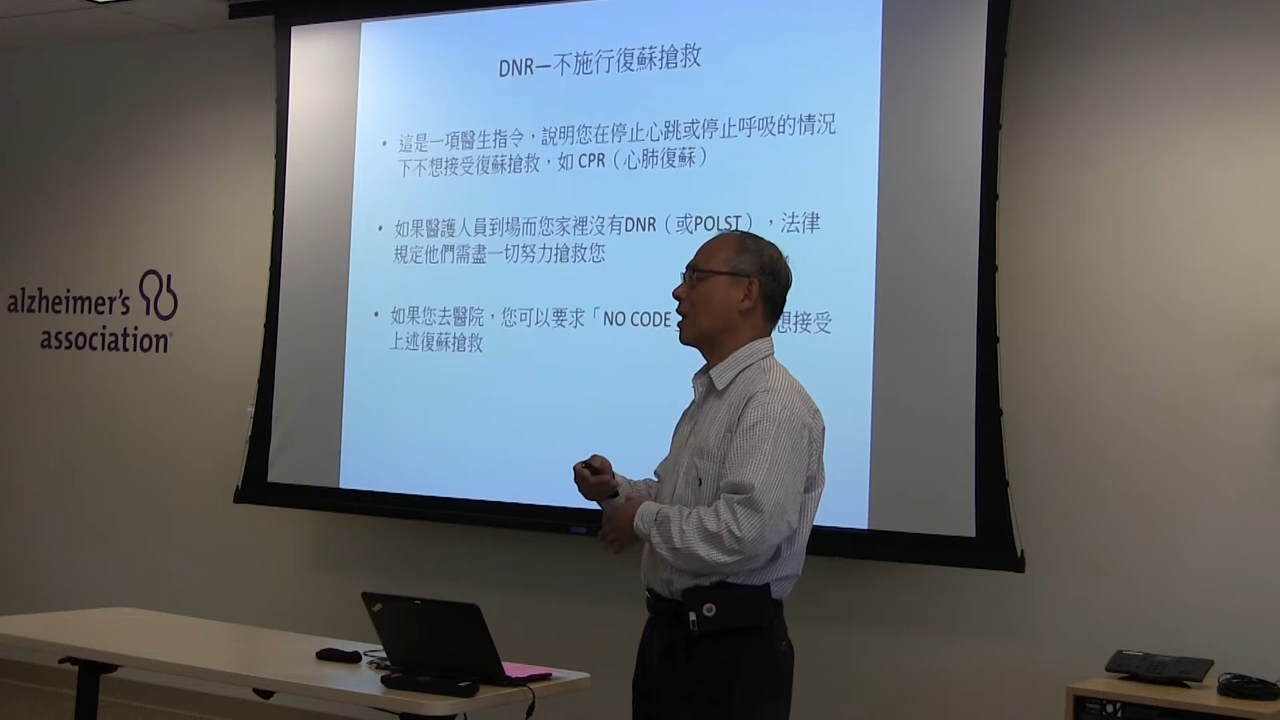 DNR—不施行復蘇搶救
• 這是一項醫生指令，說明您在停止心跳或停止呼吸的情況
下不想接受復蘇搶救，如 CPR（心肺復蘇）
• 如果醫護人員到場而您家裡沒有DNR（或POLST），法律
規定他們需盡一切努力搶救您
• 如果您去醫院，您可以要求「NO CODE 想接受
上述復蘇搶救
alzheimer's
association